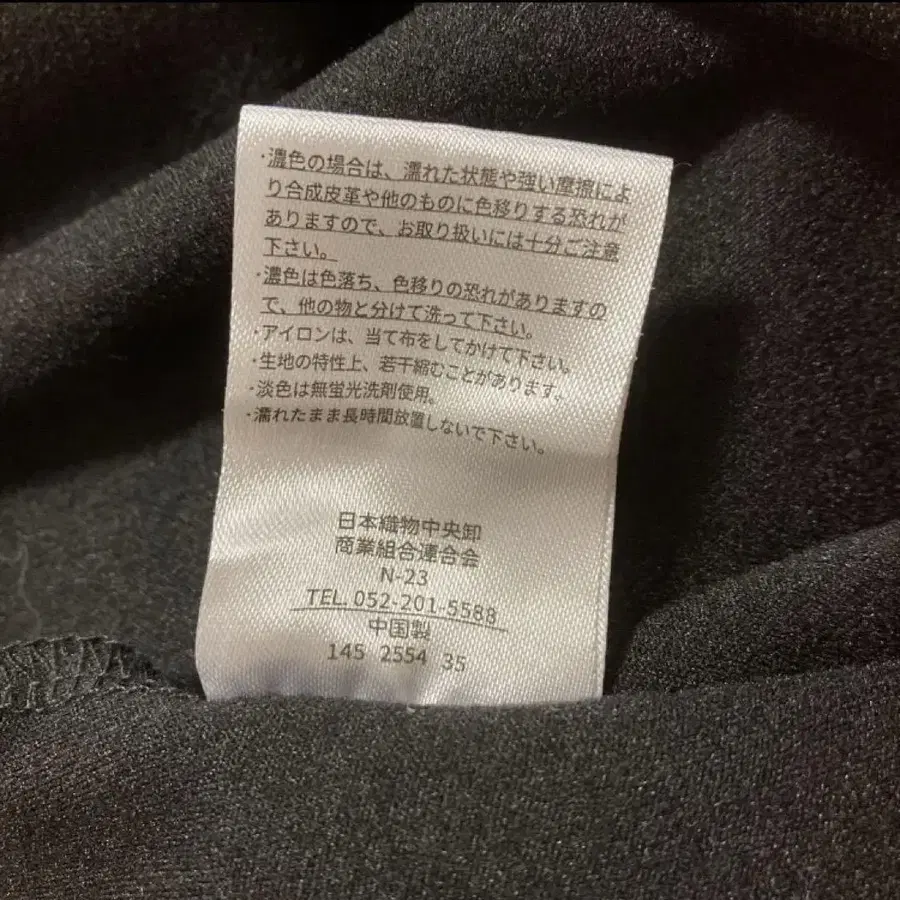 ・濃色の場合は、濡れた状態や強い摩擦によ
り合成皮革や他のものに色移りする恐れが
ありますので、お取り扱いには十分ご注意
下さい。
・濃色は色落ち、色移りの恐れがありますの
で、他の物と分けて洗って下さい。
・アイロンは、当て布をしてかけて下さい。
・生地の特性上、若干縮むことがあります。
・淡色は無蛍光洗剤使用。
・濡れたまま長時間放置しないで下さい。
日本織物中央卸
商業組合連合会
N-23
TEL. 052-201-5588
中国製
145 2554 35